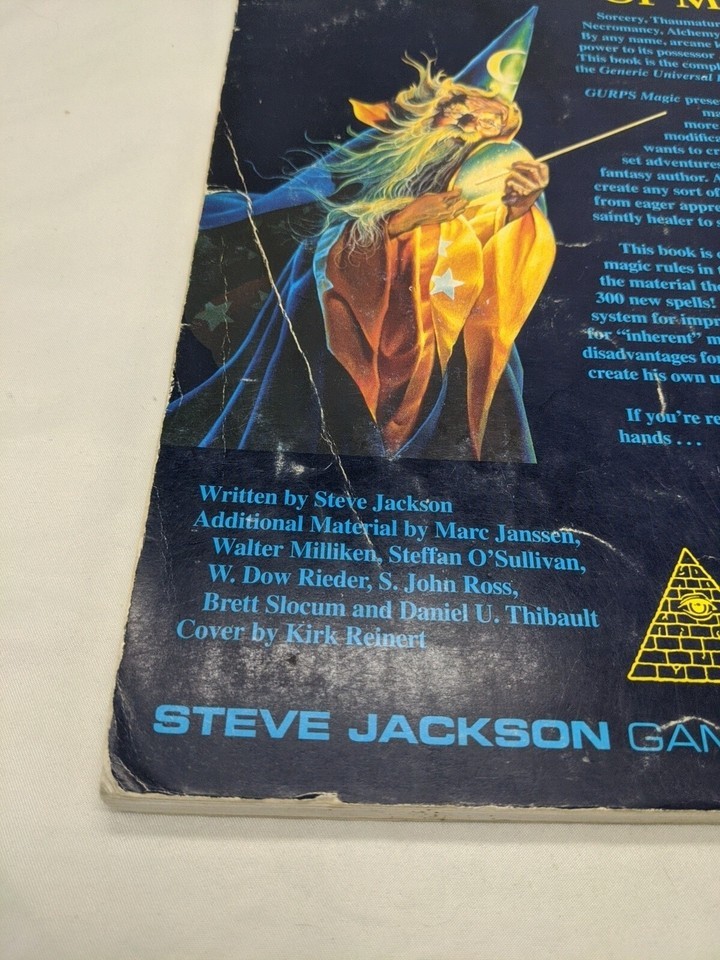 OF M
Sorcery, Thaumatur
Necromancy, Alchemy
By any name, arcane
power to its possessor
This book is the compl
the Generic Universal
GURPS Magic prese
ma
more
modifica
wants to cr
set adventures
fantasy author. A
create any sort of
from eager appre
saintly healer to s
This book is
magic rules in t
the material the
300 new spells!
system for impr
for "inherent" m
disadvantages for
create his own u
If you're re
hands . . .
Written by Steve Jackson
Additional Material by Marc Janssen,
Walter Milliken, Steffan O'Sullivan,
W. Dow Rieder, S. John Ross,
Brett Slocum and Daniel U. Thibault
Cover by Kirk Reinert
STEVE JACKSON GAM